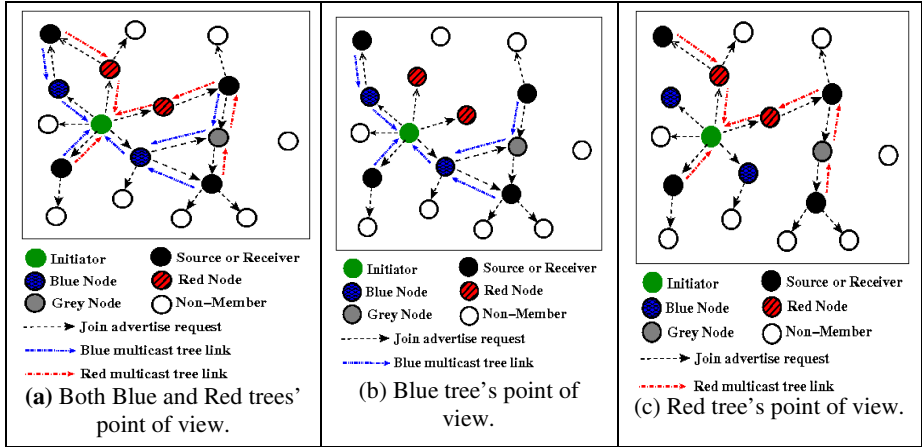 Initiator
Source or Receiver
Blue Node
Red Node
Grey Node
Non-Member
Join advertise request
Blue multicast tree link
Red multicast tree link
(a) Both Blue and Red trees'
point of view.
Initiator
Source or Receiver
Blue Node
Red Node
Grey Node
Non-Member
Join advertise request
Blue multicast tree link
(b) Blue tree's point of
view.
Initiator
Source or Receiver
Blue Node
Red Node
Grey Node
Non-Member
Join advertise request
Red multicast tree link
(c) Red tree's point of view.